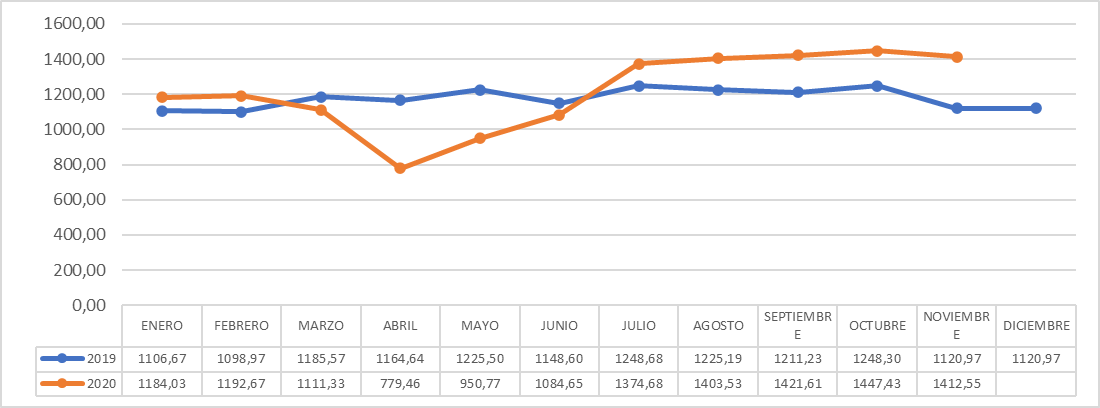 1600,00
1400,00
1200,00
1000,00
800,00
600,00
400,00
200,00
0,00
ENERO FEBRERO MARZO ABRIL MAYO JUNIO JULIO AGOSTO SEPTIEMBR OCTUBRE NOVIEMBR DICIEMBRE
E E
2019 1106,67 1098,97 1185,57 1164,64 1225,50 1148,60 1248,68 1225,19 1211,23 1248,30 1120,97 1120,97
2020 1184,03 1192,67 1111,33 779,46 950,77 1084,65 1374,68 1403,53 1421,61 1447,43 1412,55